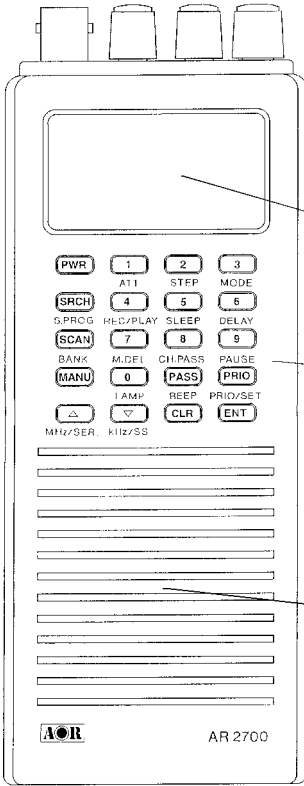 PWR 1 2 3
ATT STEP MODE
SRCH 4 5 6
S.PROG REC/PLAY SLEEP DELAY
SCAN 7 8 9
BANK M.DEL CH.PASS PAUSE
MANU 0 PASS PRIO
LAMP BEEP PRIO/SET
△ ▽ CLR ENT
MHz/SER. kHz/SS
AOR AR 2700